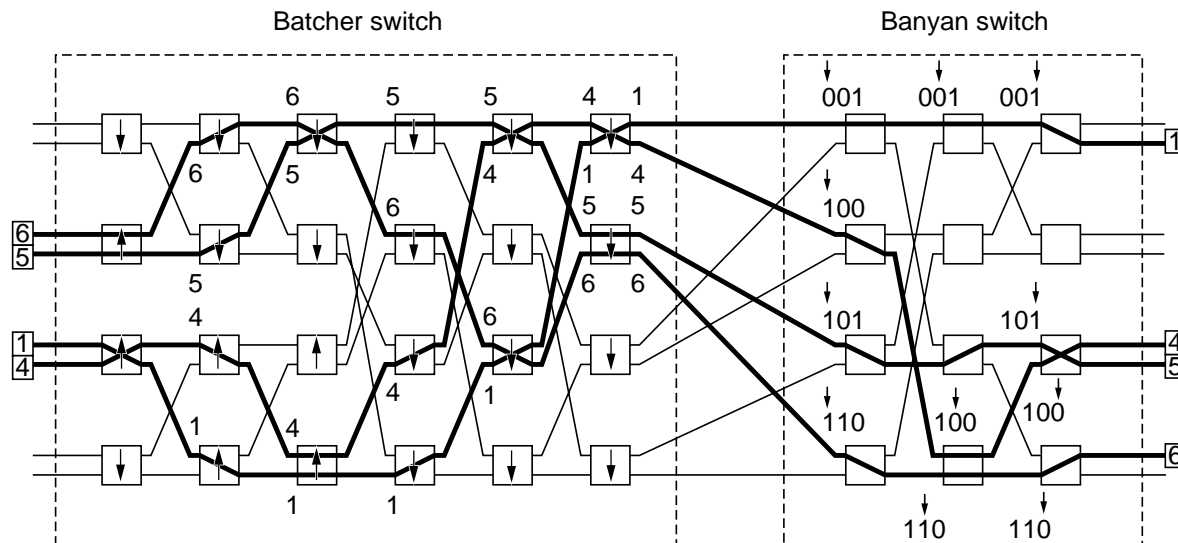 Batcher switch Banyan switch
6 5 5 4 1 001 001 001
1
6 5 4 1 4
6 5 5 100
6
5
5 6 6
1 4 6 101 101 4
4 5
4 1 100 100
1 4 110
6
1 1 110 110